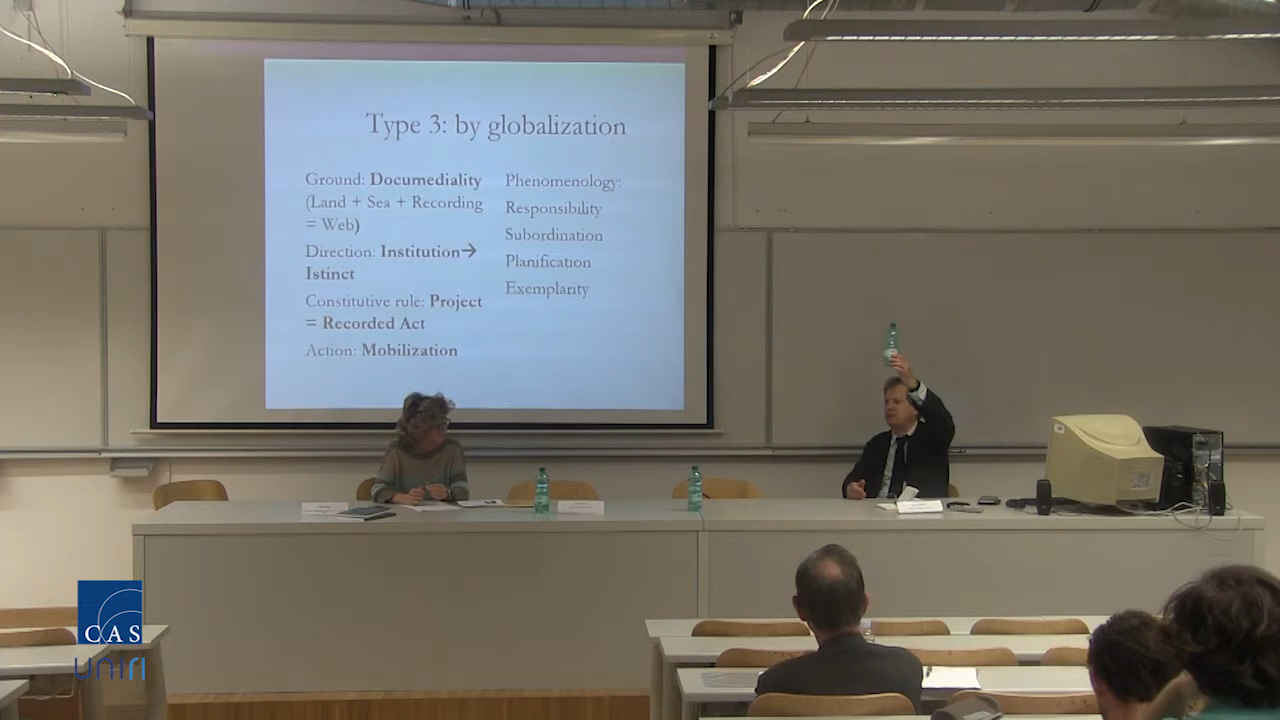 Type 3: by globalization
Ground: Documediality
(Land + Sea + Recording
= Web)
Direction: Institution→
Istinct
Constitutive rule: Project
= Recorded Act
Action: Mobilization
Phenomenology:
Responsibility
Subordination
Planification
Exemplarity
CAS
uniri